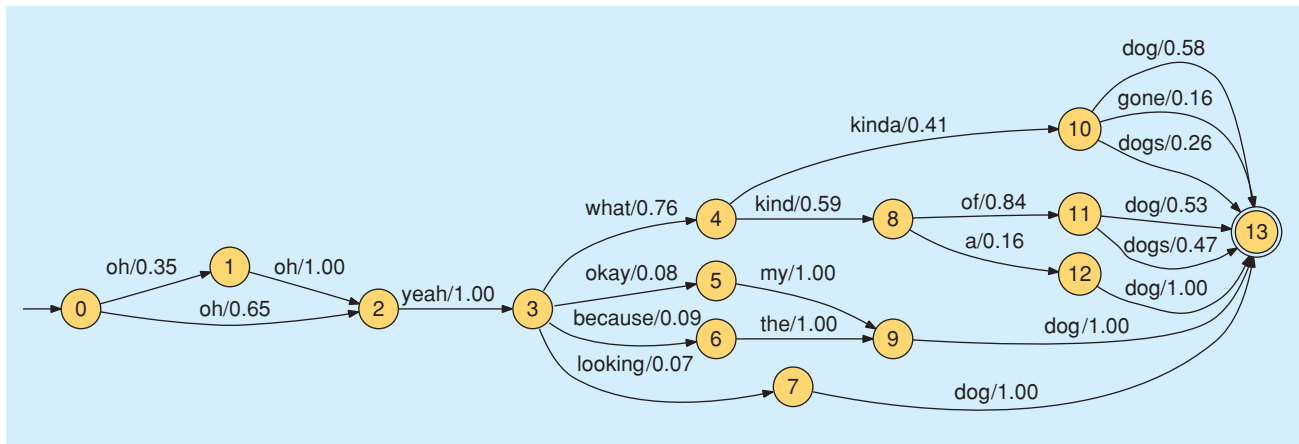 dog/0.58
gone/0.16
kinda/0.41
10
dogs/0.26
what/0.76
4
kind/0.59
8
of/0.84
11
dog/0.53
13
a/0.16
dogs/0.47
oh/0.35
1
oh/1.00
okay/0.08
5
my/1.00
12
dog/1.00
0
oh/0.65
2
yeah/1.00
3
because/0.09
6
the/1.00
9
dog/1.00
looking/0.07
7
dog/1.00